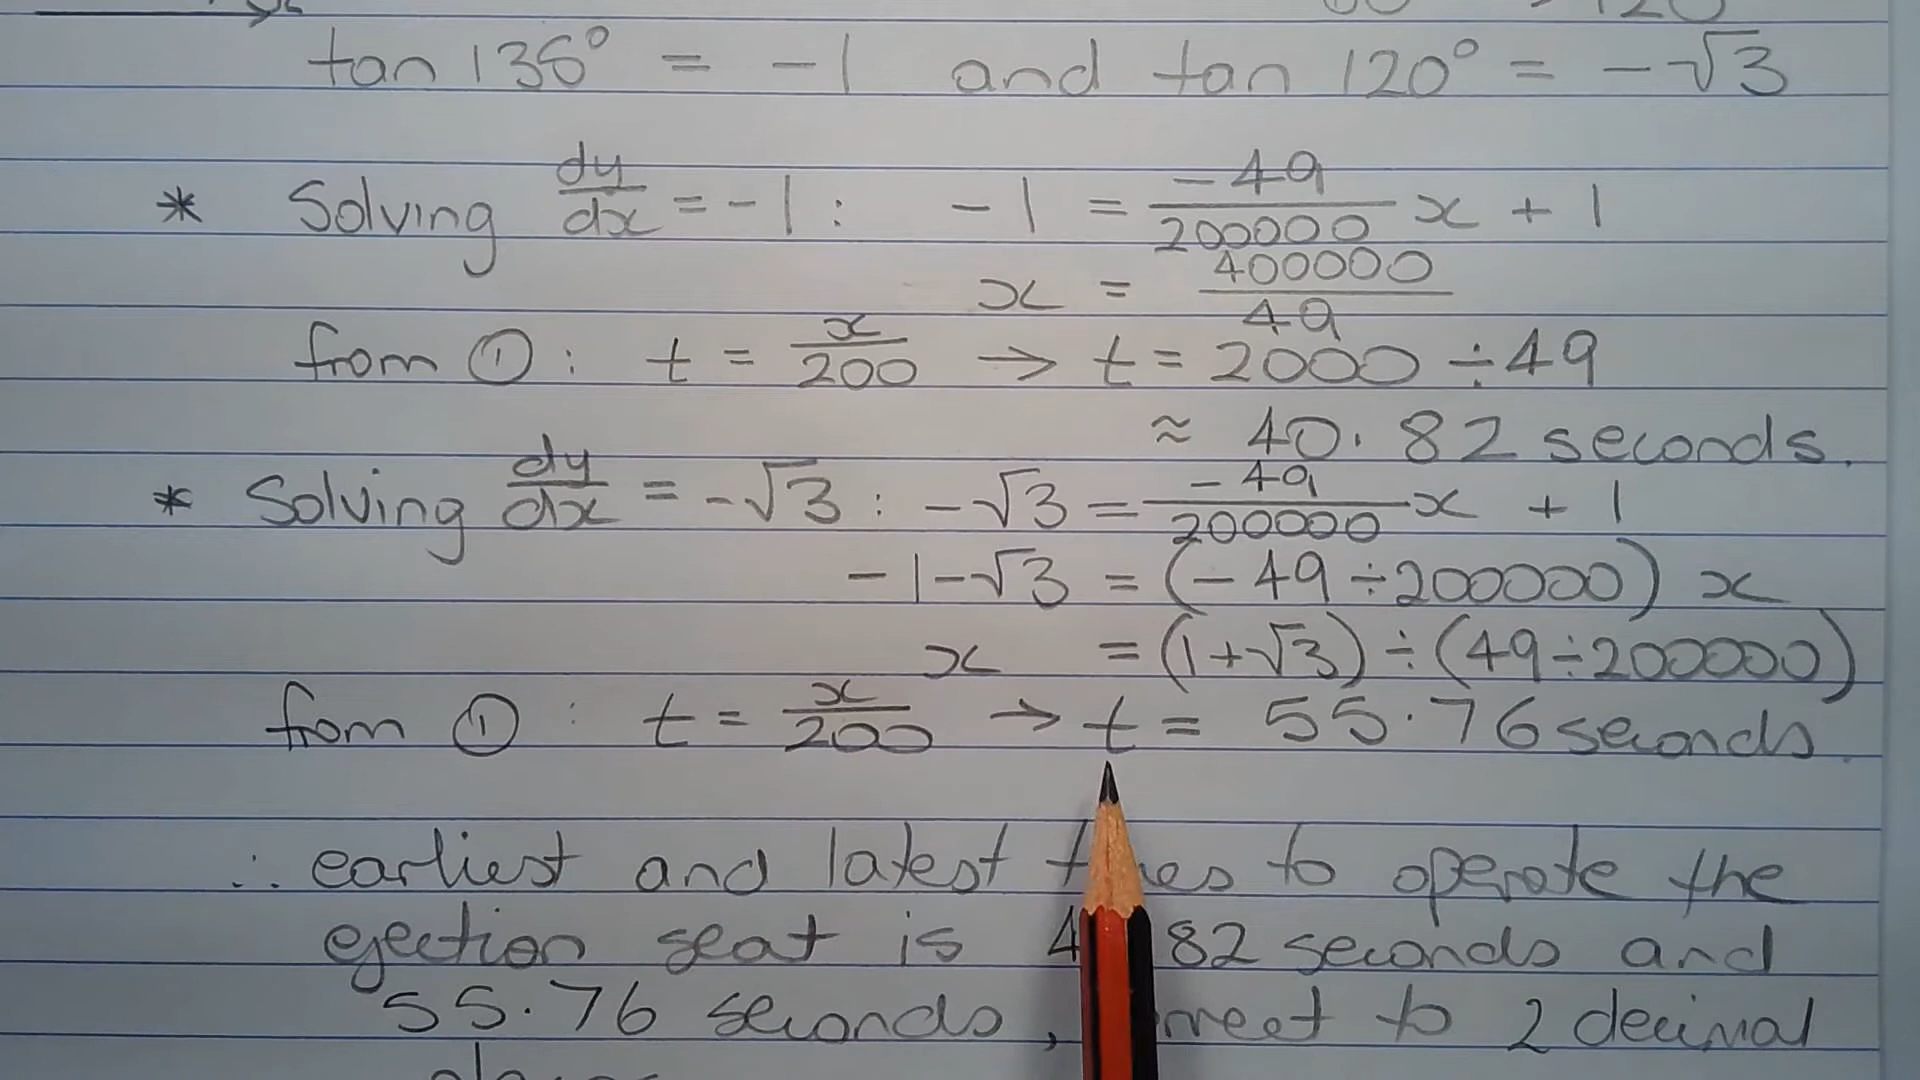 tan 135° = -1 and tan 120° = -√3
* Solving dy/dx = -1 : -1 = -49/200000 x + 1
x = 400000/49
from ① : t = x/200 → t = 2000 ÷ 49
≈ 40.82 seconds.
* Solving dy/dx = -√3 : -√3 = -49/200000 x + 1
-1-√3 = (-49÷200000) x
x = (1+√3) ÷ (49÷200000)
from ① : t = x/200 → t = 55.76 seconds
∴ earliest and latest to operate the
ejection seat is 82 seconds and
55.76 seconds, to 2 decimal